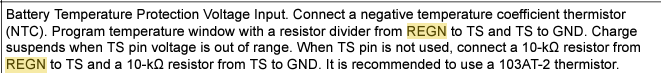 Battery Temperature Protection Voltage Input. Connect a negative temperature coefficient thermistor
(NTC). Program temperature window with a resistor divider from REGN to TS and TS to GND. Charge
suspends when TS pin voltage is out of range. When TS pin is not used, connect a 10-kΩ resistor from
REGN to TS and a 10-kΩ resistor from TS to GND. It is recommended to use a 103AT-2 thermistor.